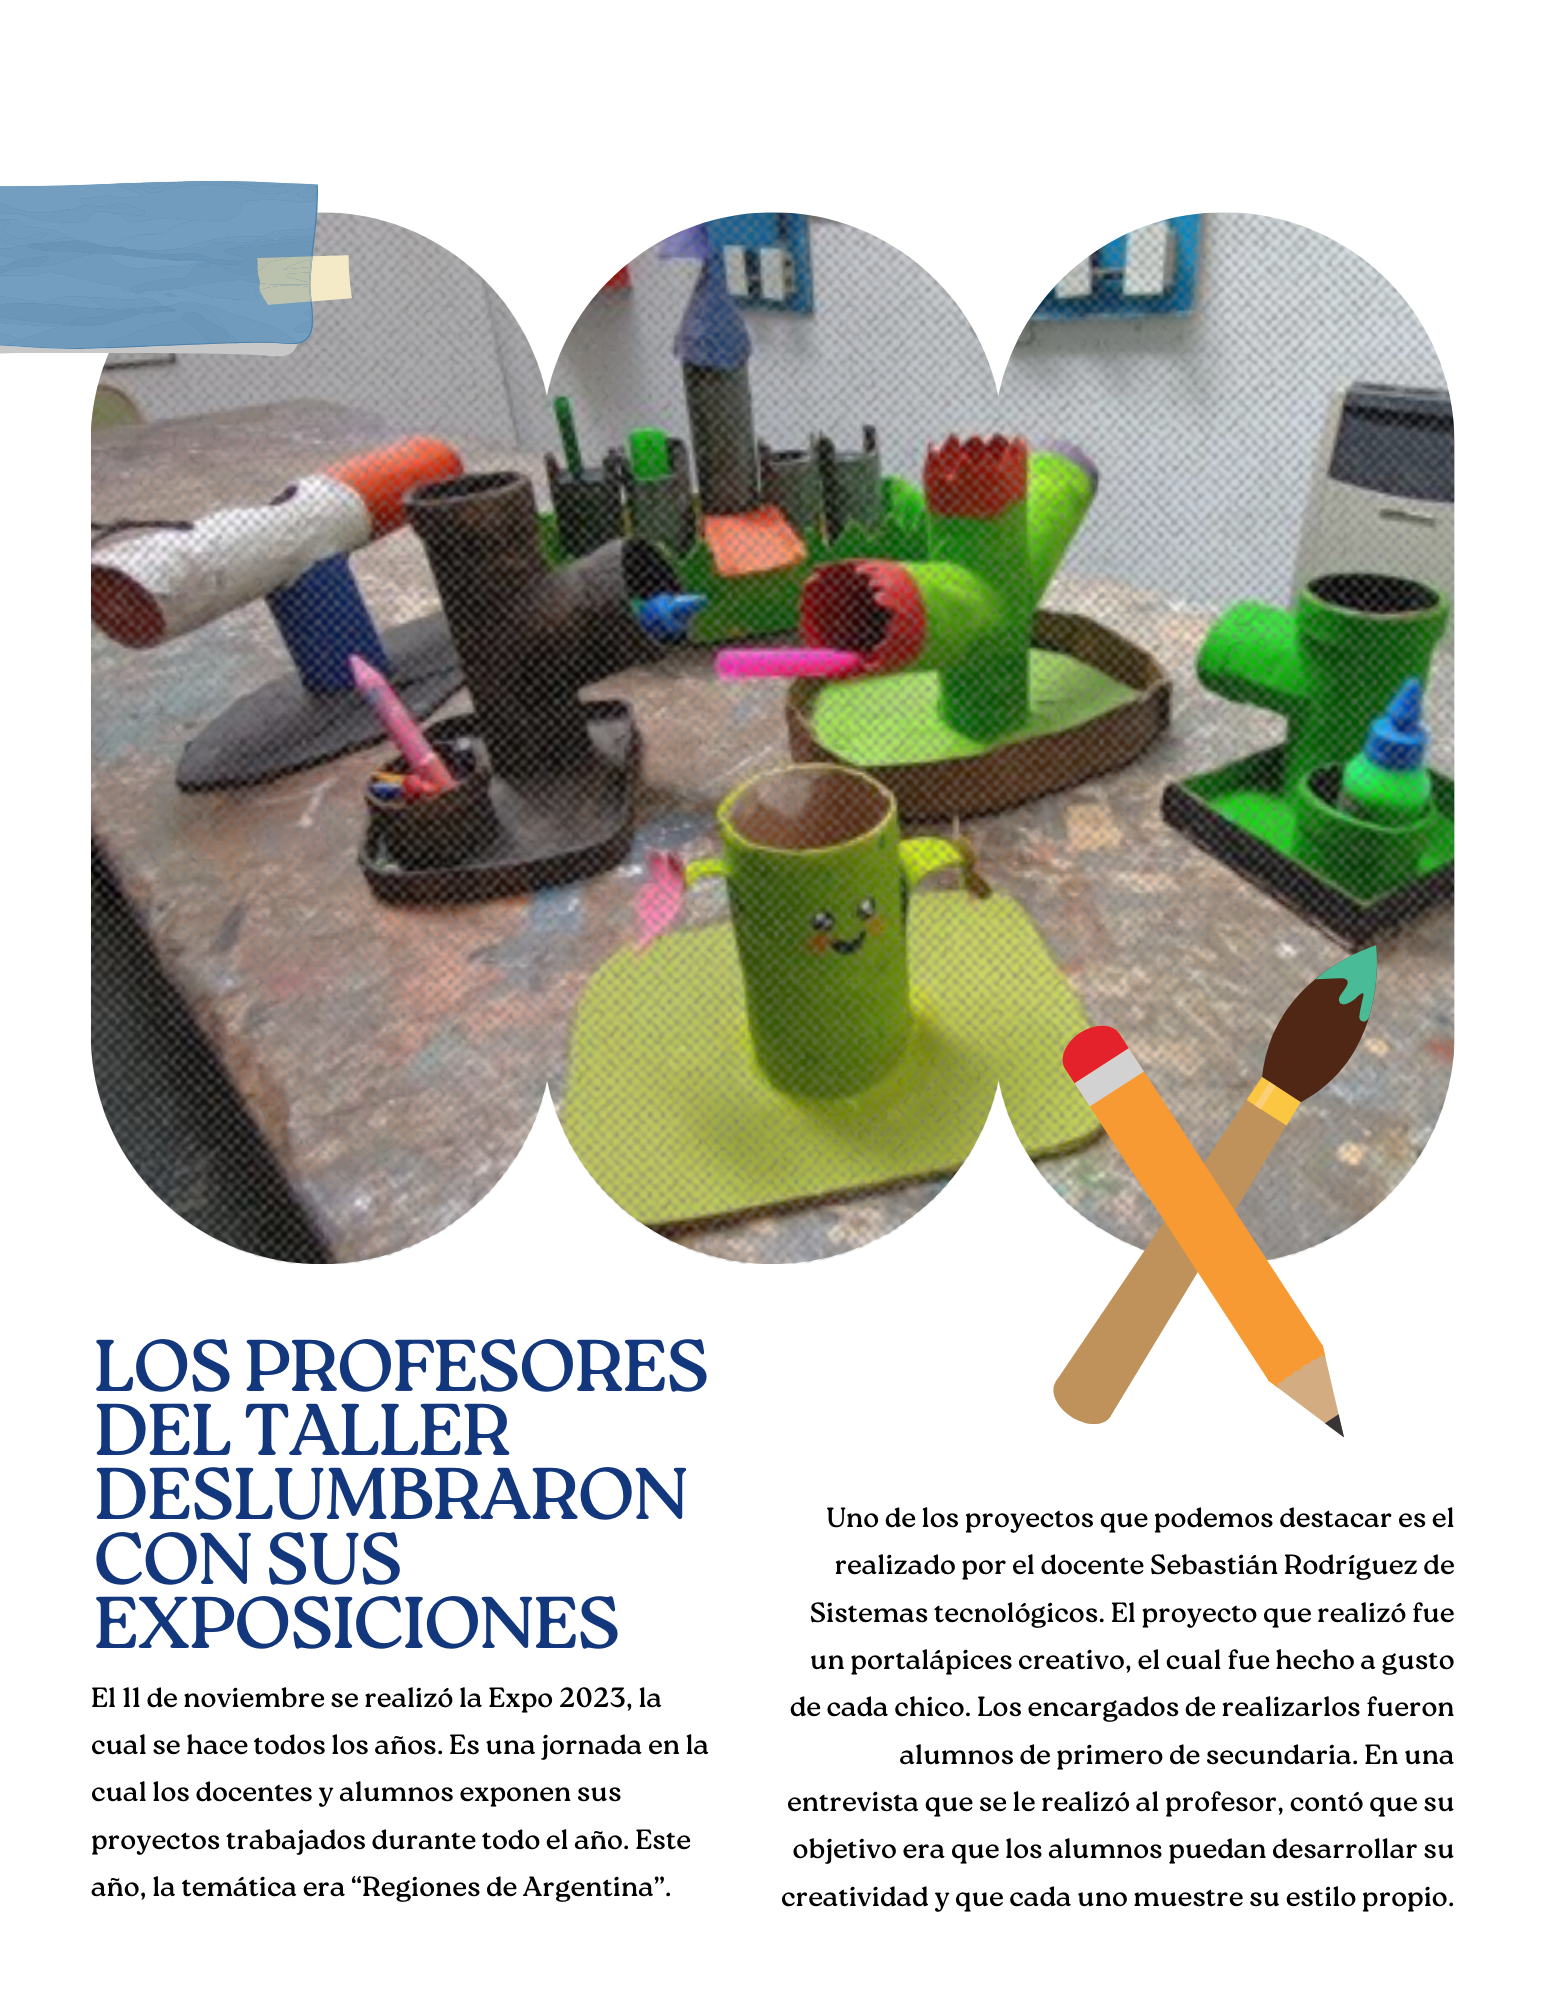 LOS PROFESORES
DEL TALLER
DESLUMBRARON
CON SUS
EXPOSICIONES
El 11 de noviembre se realizó la Expo 2023, la
cual se hace todos los años. Es una jornada en la
cual los docentes y alumnos exponen sus
proyectos trabajados durante todo el año. Este
año, la temática era “Regiones de Argentina”.
Uno de los proyectos que podemos destacar es el
realizado por el docente Sebastián Rodríguez de
Sistemas tecnológicos. El proyecto que realizó fue
un portalápices creativo, el cual fue hecho a gusto
de cada chico. Los encargados de realizarlos fueron
alumnos de primero de secundaria. En una
entrevista que se le realizó al profesor, contó que su
objetivo era que los alumnos puedan desarrollar su
creatividad y que cada uno muestre su estilo propio.